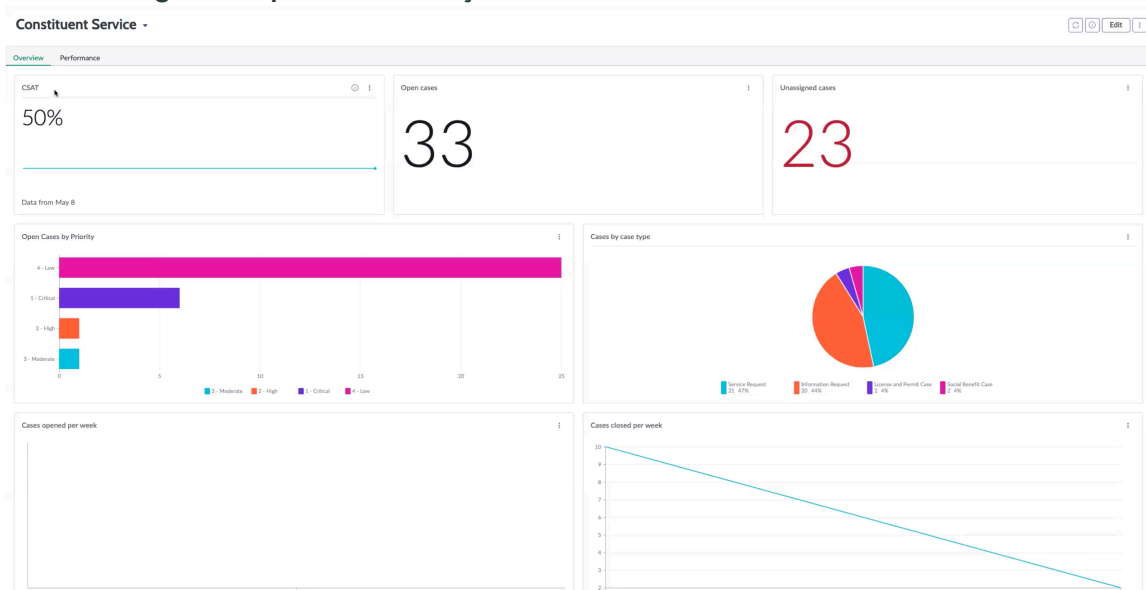 Constituent Service
Edit
Overview Performance
CSAT
50%
Data from May 8
Open cases
33
Unassigned cases
23
Open Cases by Priority
4 - Low
1 - Critical
2 - High
3 - Moderate
0 5 10 15 20 25
3 - Moderate 2 - High 1 - Critical 4 - Low
Cases by case type
Service Request
21 47%
Information Request
20 44%
License and Permit Case
2 4%
Social Benefit Case
2 4%
Cases opened per week
Cases closed per week
10
9
8
7
6
5
4
3
2